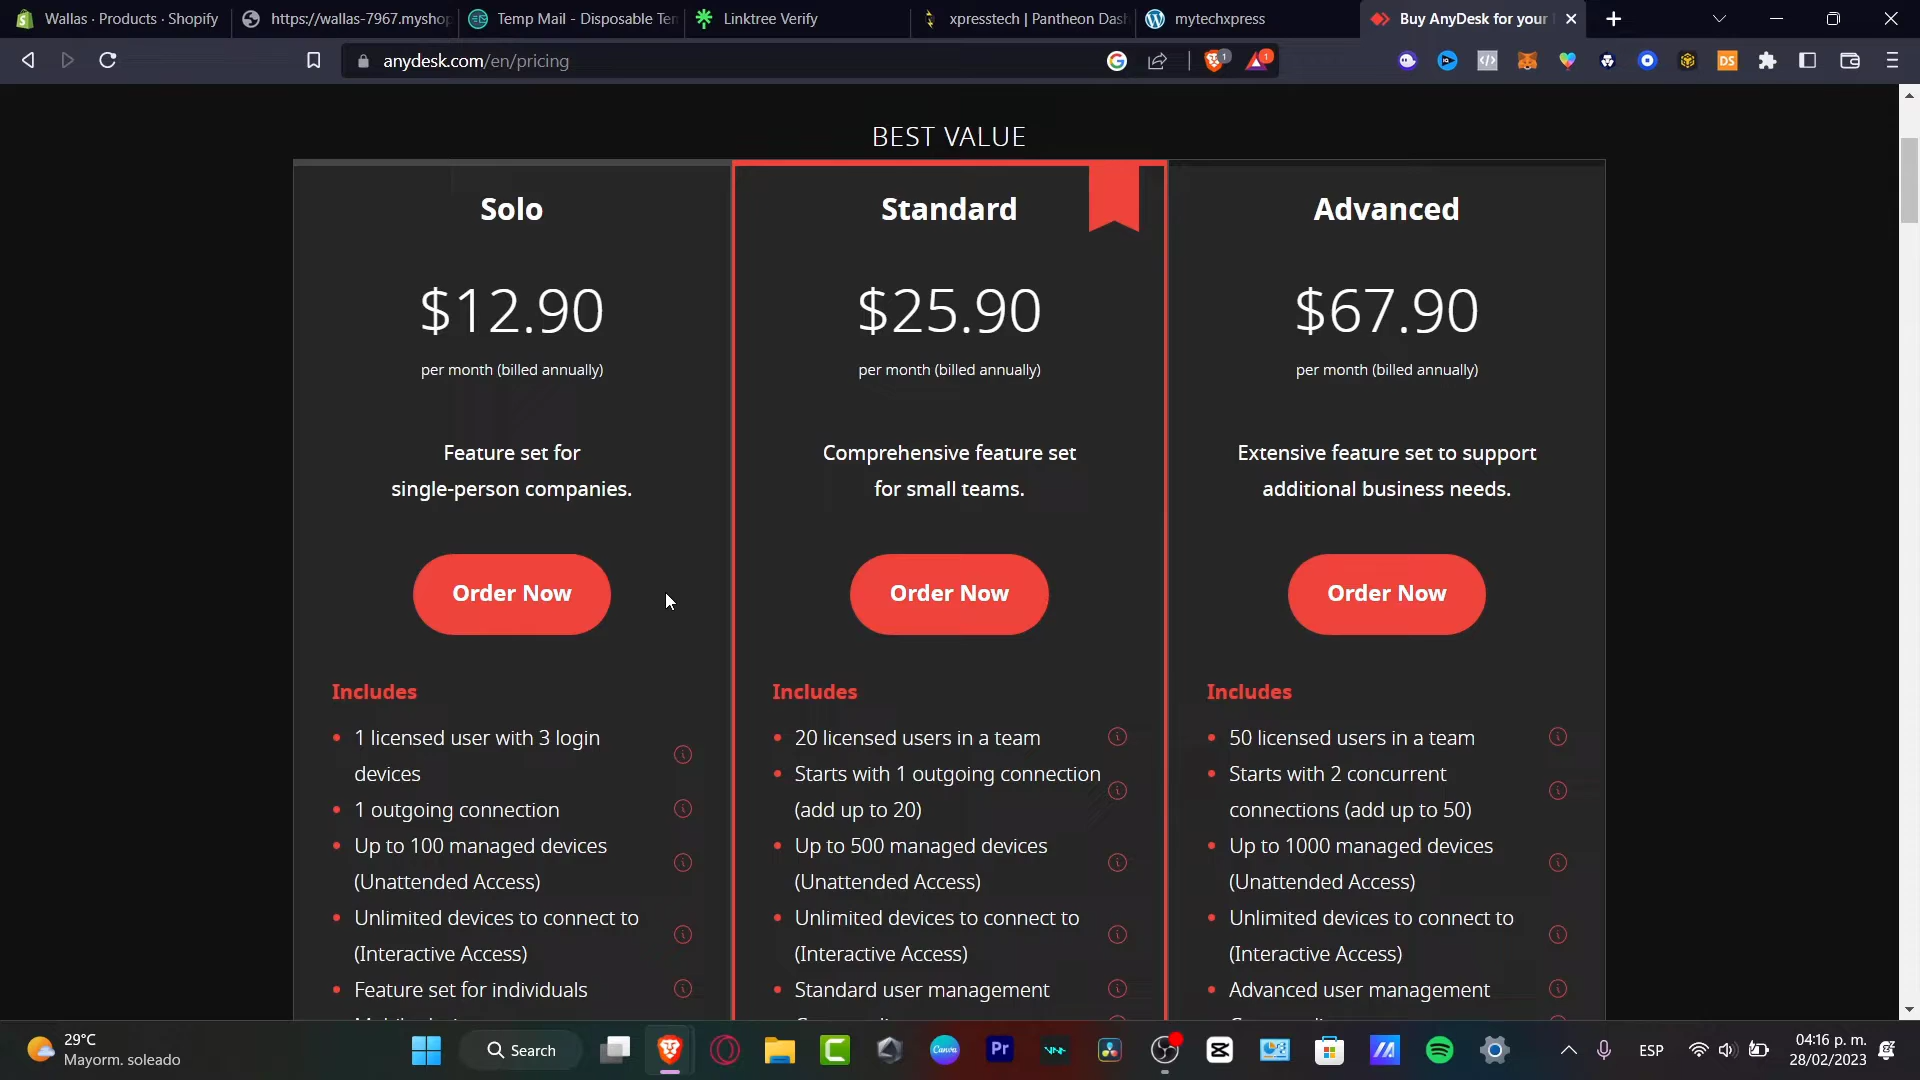 Wallas · Products · Shopify
https://wallas-7967.myshop
Temp Mail - Disposable Ten
Linktree Verify
xpresstech | Pantheon Dash
mytechxpress
Buy AnyDesk for your
anydesk.com/en/pricing
1
1
DS
BEST VALUE
Solo
$12.90
per month (billed annually)
Feature set for
single-person companies.
Order Now
Includes
1 licensed user with 3 login
devices
1 outgoing connection
Up to 100 managed devices
(Unattended Access)
Unlimited devices to connect to
(Interactive Access)
Feature set for individuals
Standard
$25.90
per month (billed annually)
Comprehensive feature set
for small teams.
Order Now
Includes
20 licensed users in a team
Starts with 1 outgoing connection
(add up to 20)
Up to 500 managed devices
(Unattended Access)
Unlimited devices to connect to
(Interactive Access)
Standard user management
Advanced
$67.90
per month (billed annually)
Extensive feature set to support
additional business needs.
Order Now
Includes
50 licensed users in a team
Starts with 2 concurrent
connections (add up to 50)
Up to 1000 managed devices
(Unattended Access)
Unlimited devices to connect to
(Interactive Access)
Advanced user management
29°C
Mayorm. soleado
Search
Canva
Pr
ESP
04:16 p. m.
28/02/2023